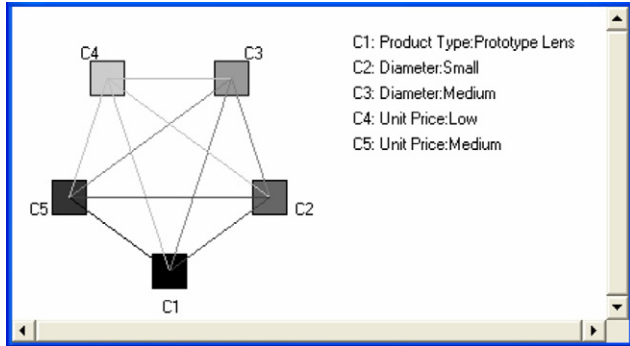 C4
C3
C5
C2
C1
C1: Product Type:Prototype Lens
C2: Diameter:Small
C3: Diameter:Medium
C4: Unit Price:Low
C5: Unit Price:Medium